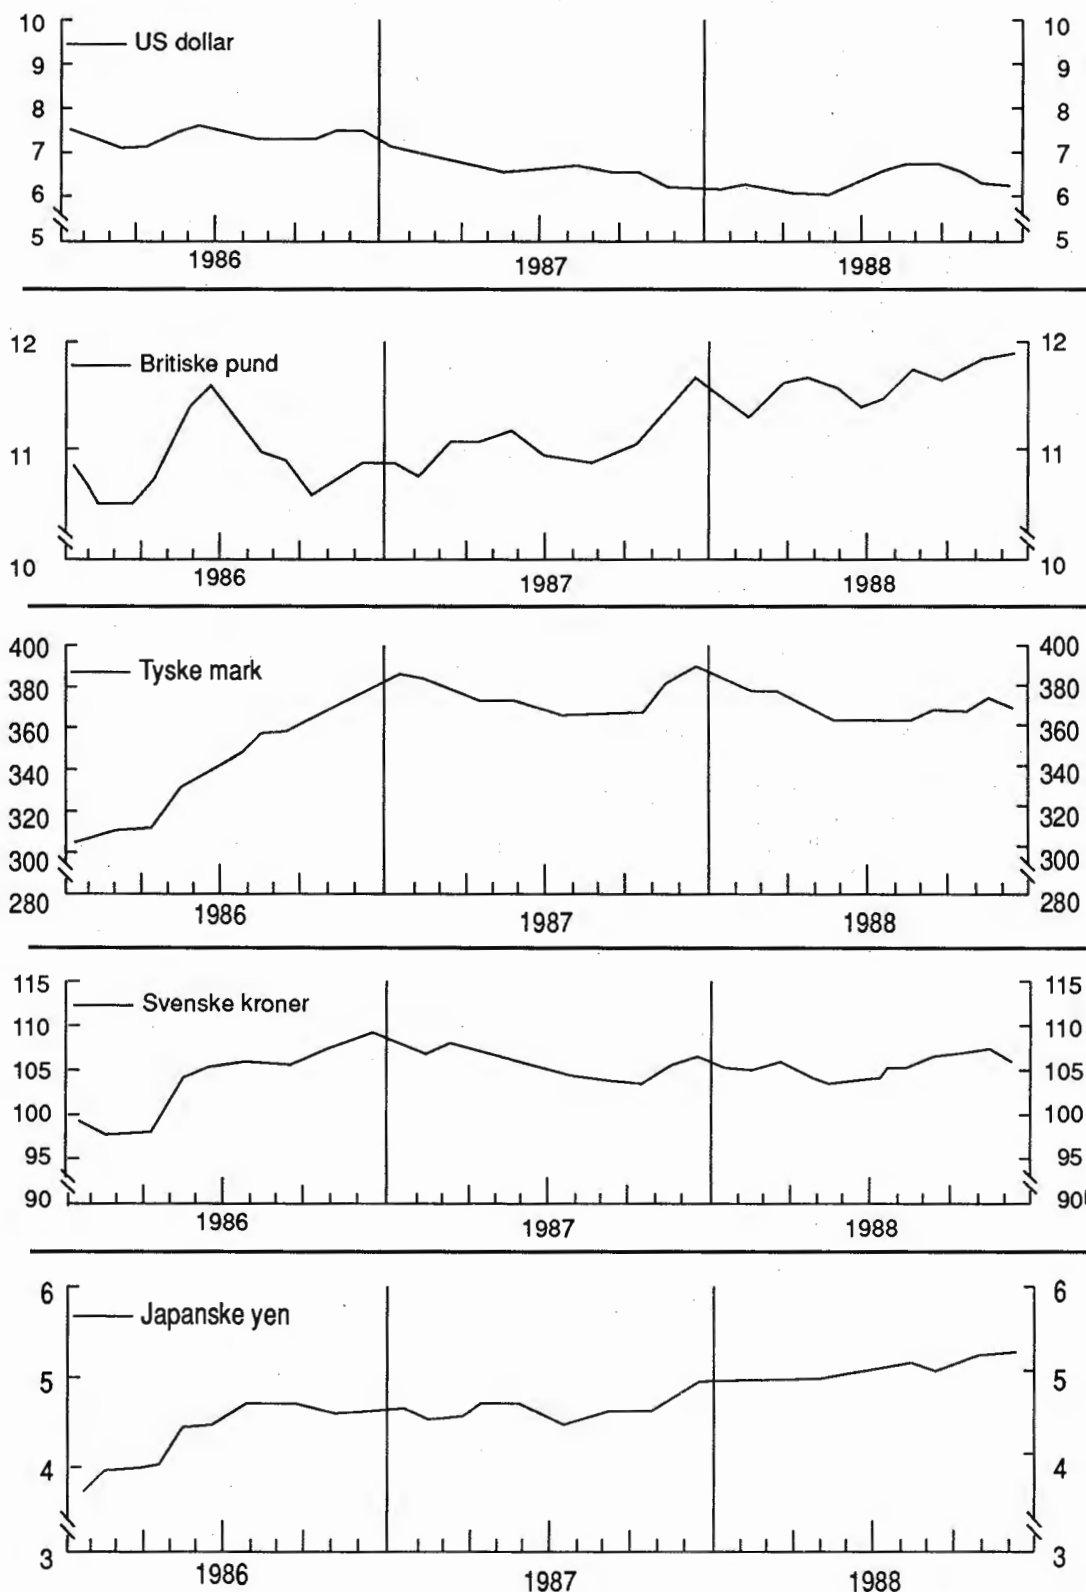 10 10
US dollar
9 9
8 8
7 7
6 6
5 5
1986 1987 1988
12 12
Britiske pund
11 11
10 10
1986 1987 1988
400 400
Tyske mark
380 380
360 360
340 340
320 320
300 300
280 280
1986 1987 1988
115 115
Svenske kroner
110 110
105 105
100 100
95 95
90 90
1986 1987 1988
6 6
Japanske yen
5 5
4 4
3 3
1986 1987 1988